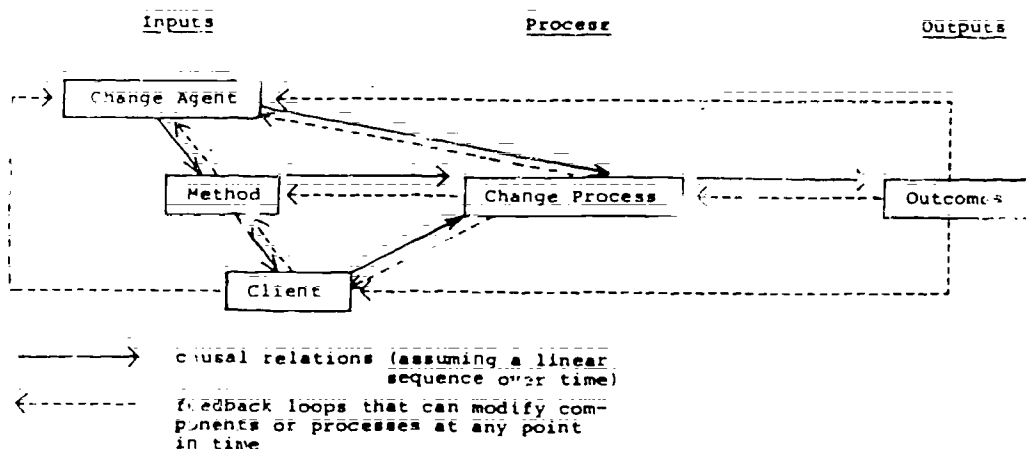 Inputs Process Outputs
Change Agent
Method Change Process Outcomes
Client
causal relations (assuming a linear
sequence over time)
feedback loops that can modify com-
ponents or processes at any point
in time